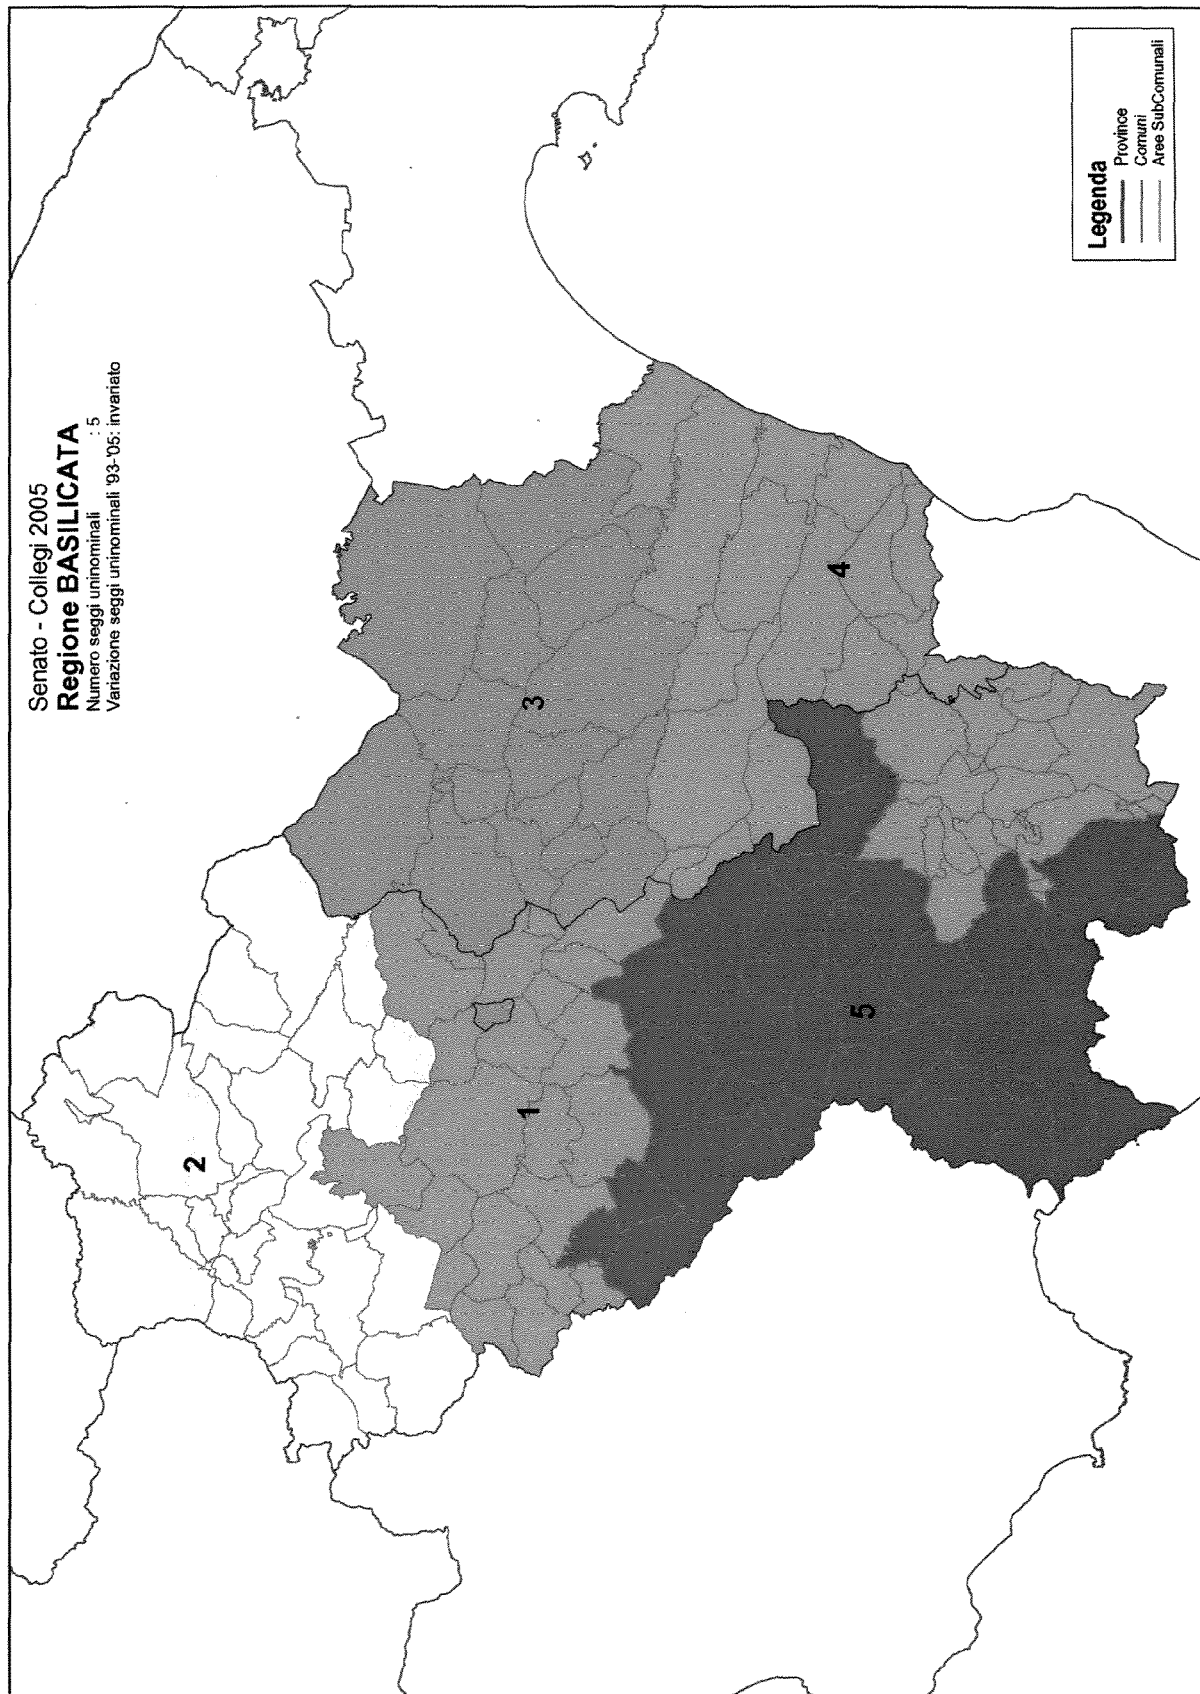 Senato - Collegi 2005
Regione BASILICATA
Numero seggi uninominali : 5
Variazione seggi uninominali '93-'05: invariato
2
1
3
4
5
Legenda
Province
Comuni
Aree SubComunali